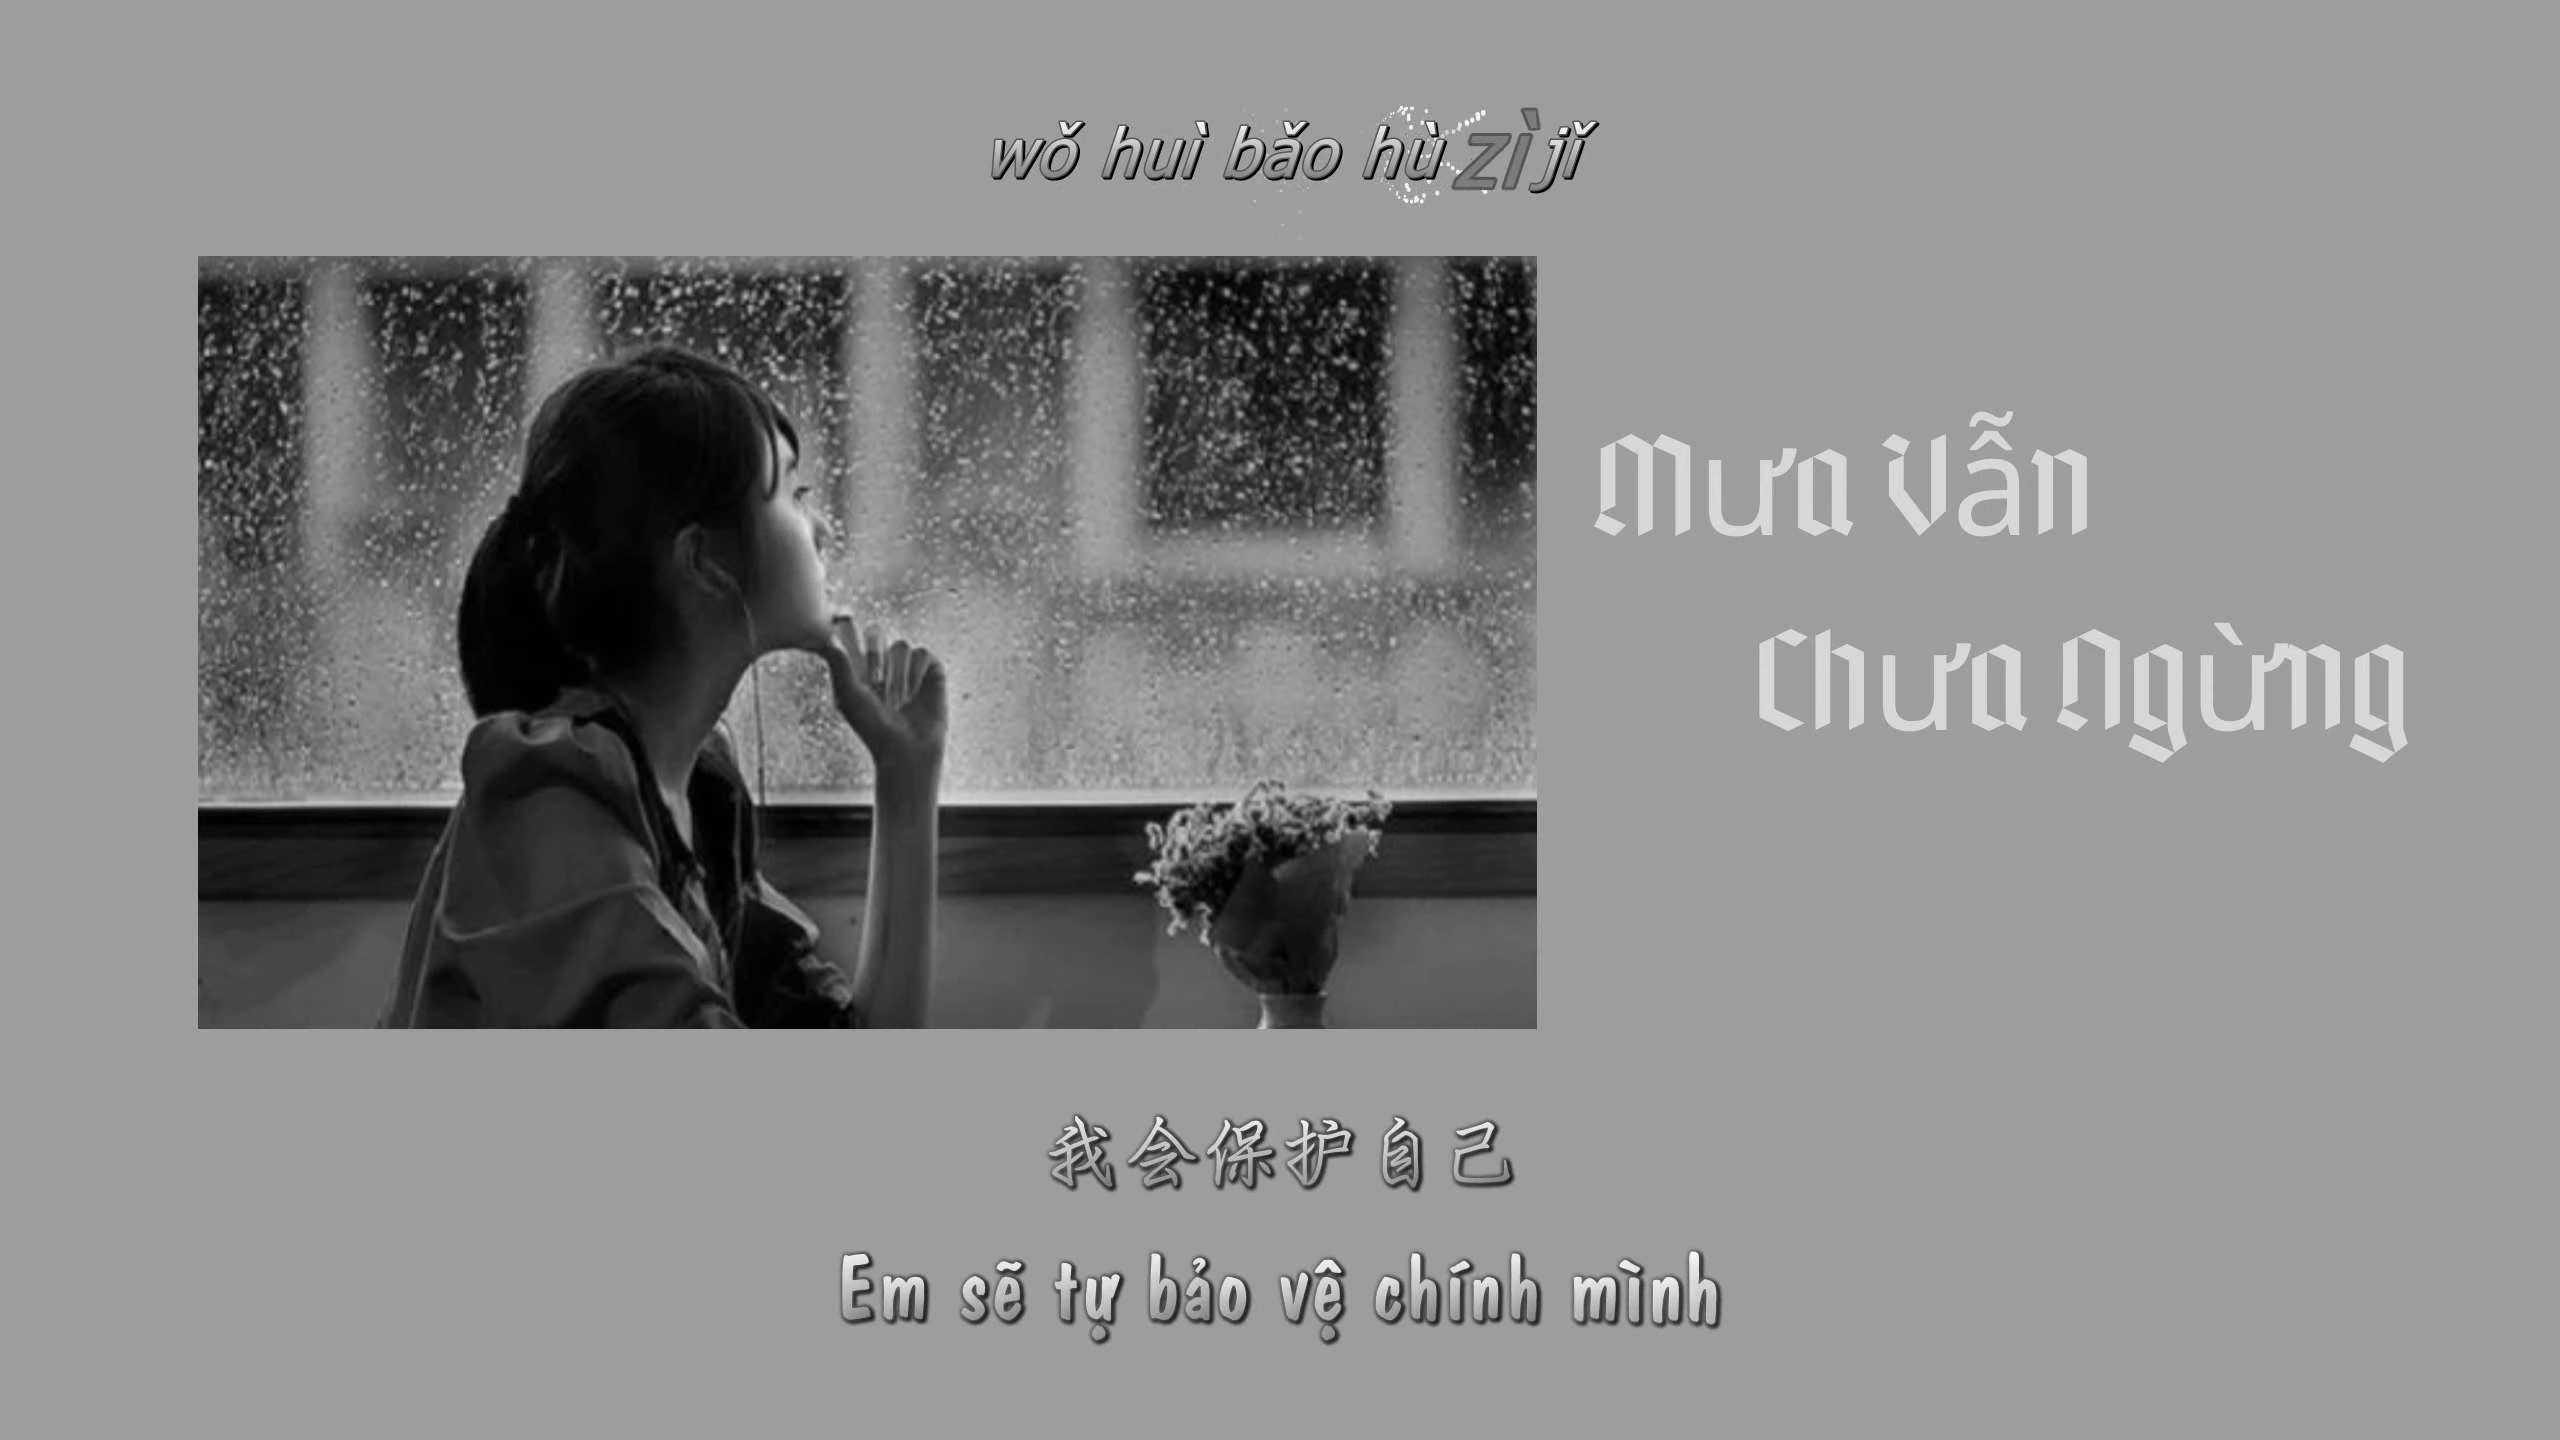 wǒ huì bǎo hù zì jǐ
Mưa Vẫn
Chưa Ngừng
我会保护自己
Em sẽ tự bảo vệ chính mình